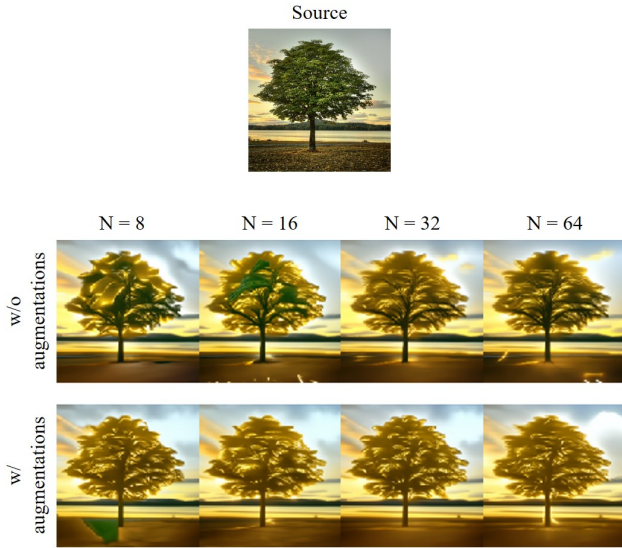 Source
N = 8 N = 16 N = 32 N = 64
w/o
augmentations
w/
augmentations